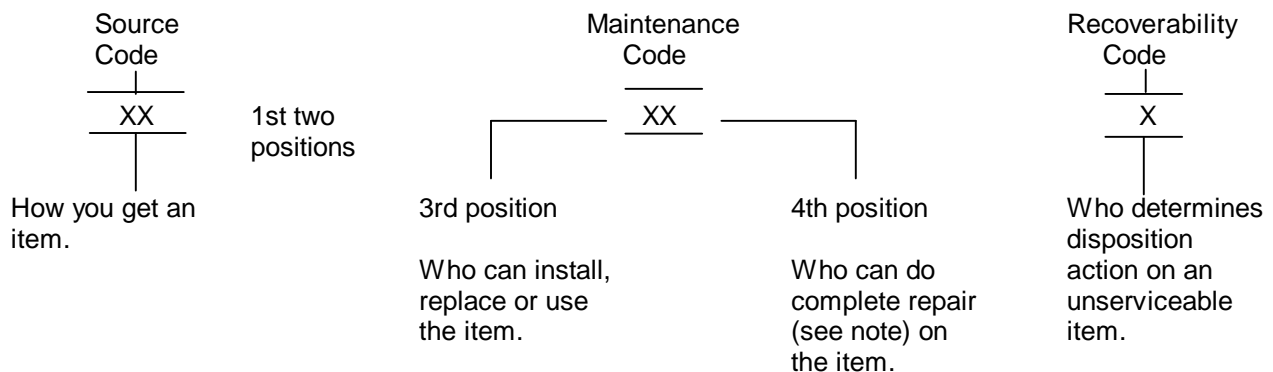 Source
Code
XX
1st two
positions
How you get an
item.
Maintenance
Code
XX
3rd position
Who can install,
replace or use
the item.
4th position
Who can do
complete repair
(see note) on
the item.
Recoverability
Code
X
Who determines
disposition
action on an
unserviceable
item.